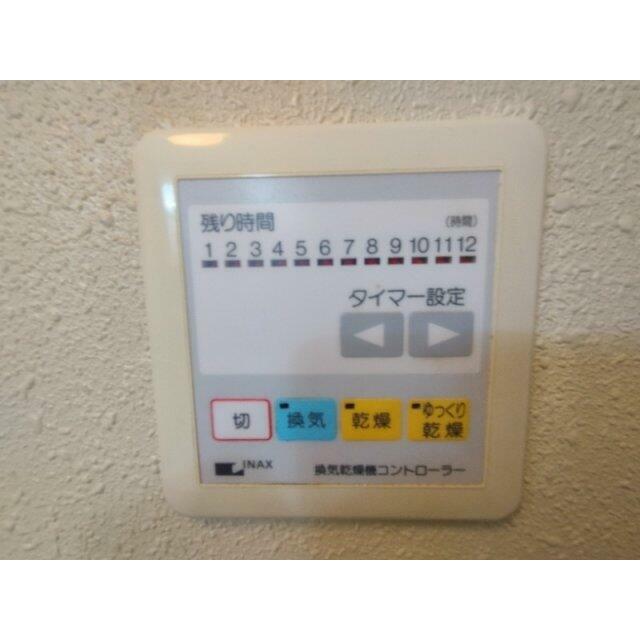 残り時間
(時間)
1 2 3 4 5 6 7 8 9 10 11 12
タイマー設定
切
換気
乾燥
ゆっくり
乾燥
INAX
換気乾燥機コントローラー